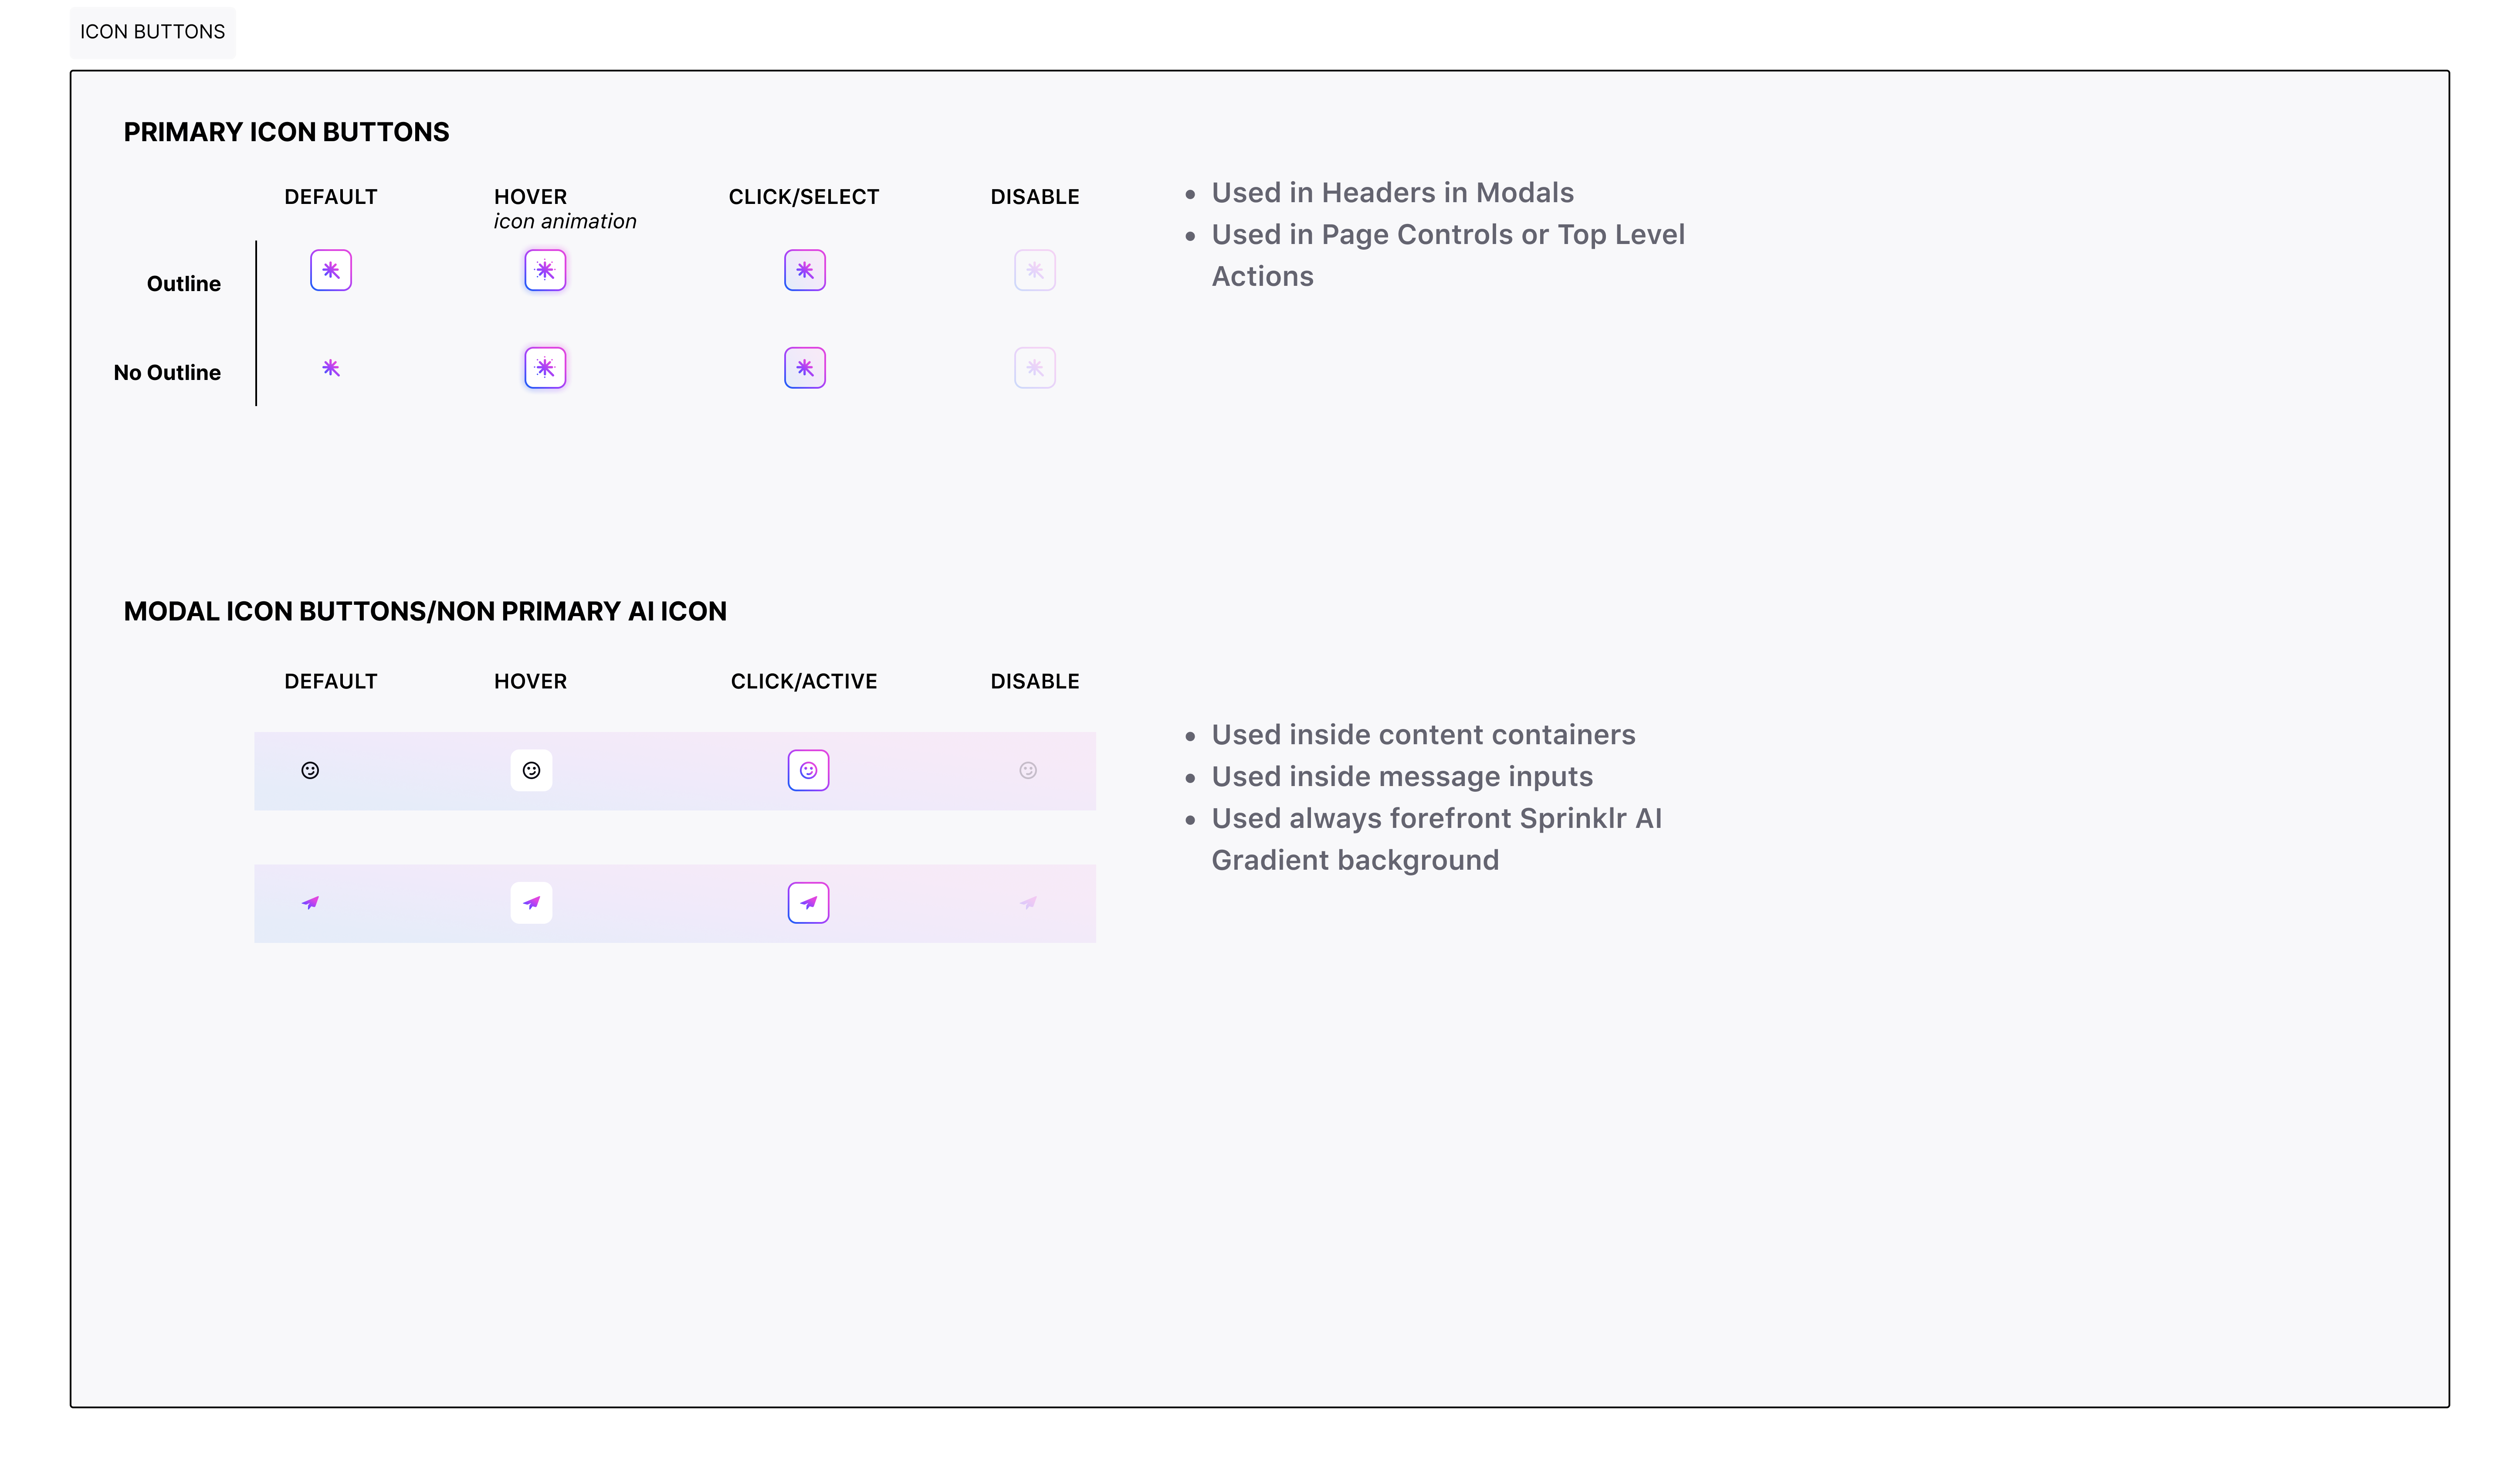 ICON BUTTONS
PRIMARY ICON BUTTONS
DEFAULT
HOVER
icon animation
CLICK/SELECT
DISABLE
Outline
No Outline
Used in Headers in Modals
Used in Page Controls or Top Level
Actions
MODAL ICON BUTTONS/NON PRIMARY AI ICON
DEFAULT
HOVER
CLICK/ACTIVE
DISABLE
Used inside content containers
Used inside message inputs
Used always forefront Sprinklr AI
Gradient background